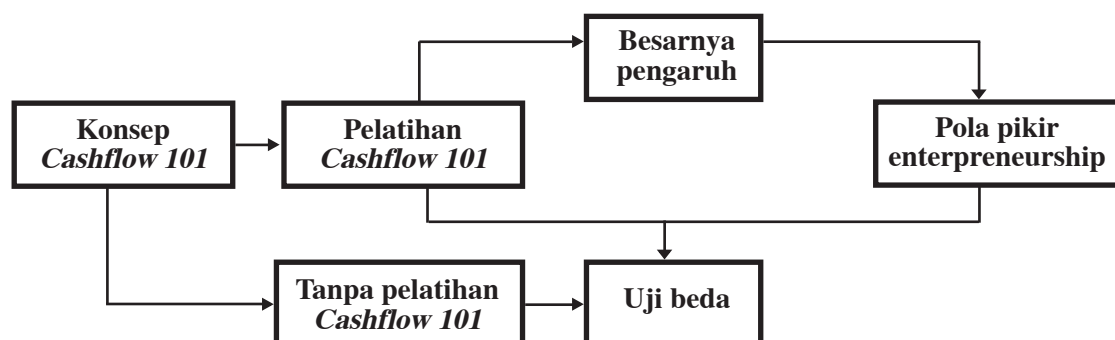 Besarnya
pengaruh
Konsep
Cashflow 101
Pelatihan
Cashflow 101
Pola pikir
enterpreneurship
Tanpa pelatihan
Cashflow 101
Uji beda